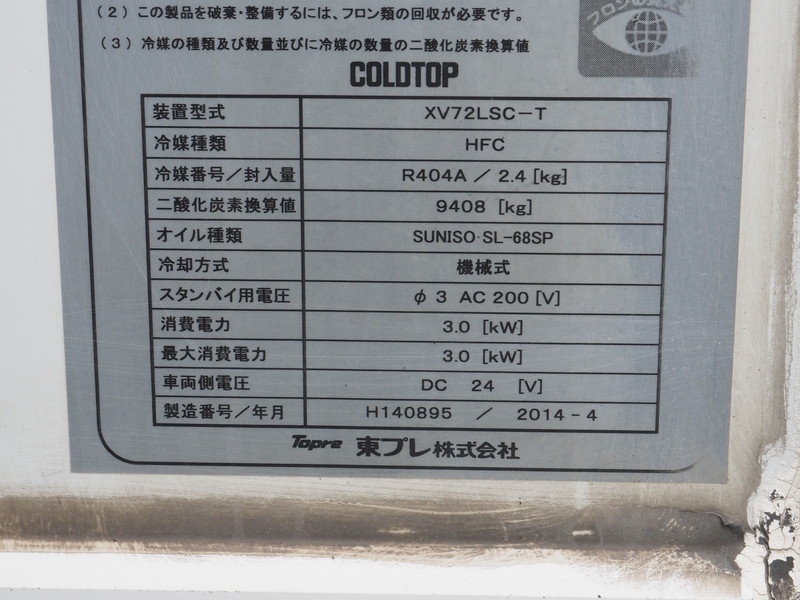 (2) この製品を破棄・整備するには、フロン類の回収が必要です。
(3) 冷媒の種類及び数量並びに冷媒の数量の二酸化炭素換算値
COLDTOP
装置型式 XV72LSC-T
冷媒種類 HFC
冷媒番号/封入量 R404A / 2.4 [kg]
二酸化炭素換算値 9408 [kg]
オイル種類 SUNISO SL-68SP
冷却方式 機械式
スタンバイ用電圧 φ 3 AC 200 [V]
消費電力 3.0 [kW]
最大消費電力 3.0 [kW]
車両側電圧 DC 24 [V]
製造番号/年月 H140895 / 2014-4
Topre 東プレ株式会社